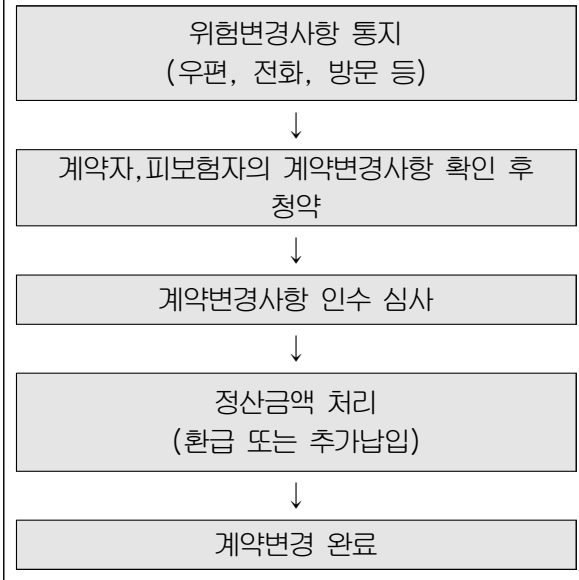 위험변경사항 통지
(우편, 전화, 방문 등)
↓
계약자,피보험자의 계약변경사항 확인 후
청약
↓
계약변경사항 인수 심사
↓
정산금액 처리
(환급 또는 추가납입)
↓
계약변경 완료